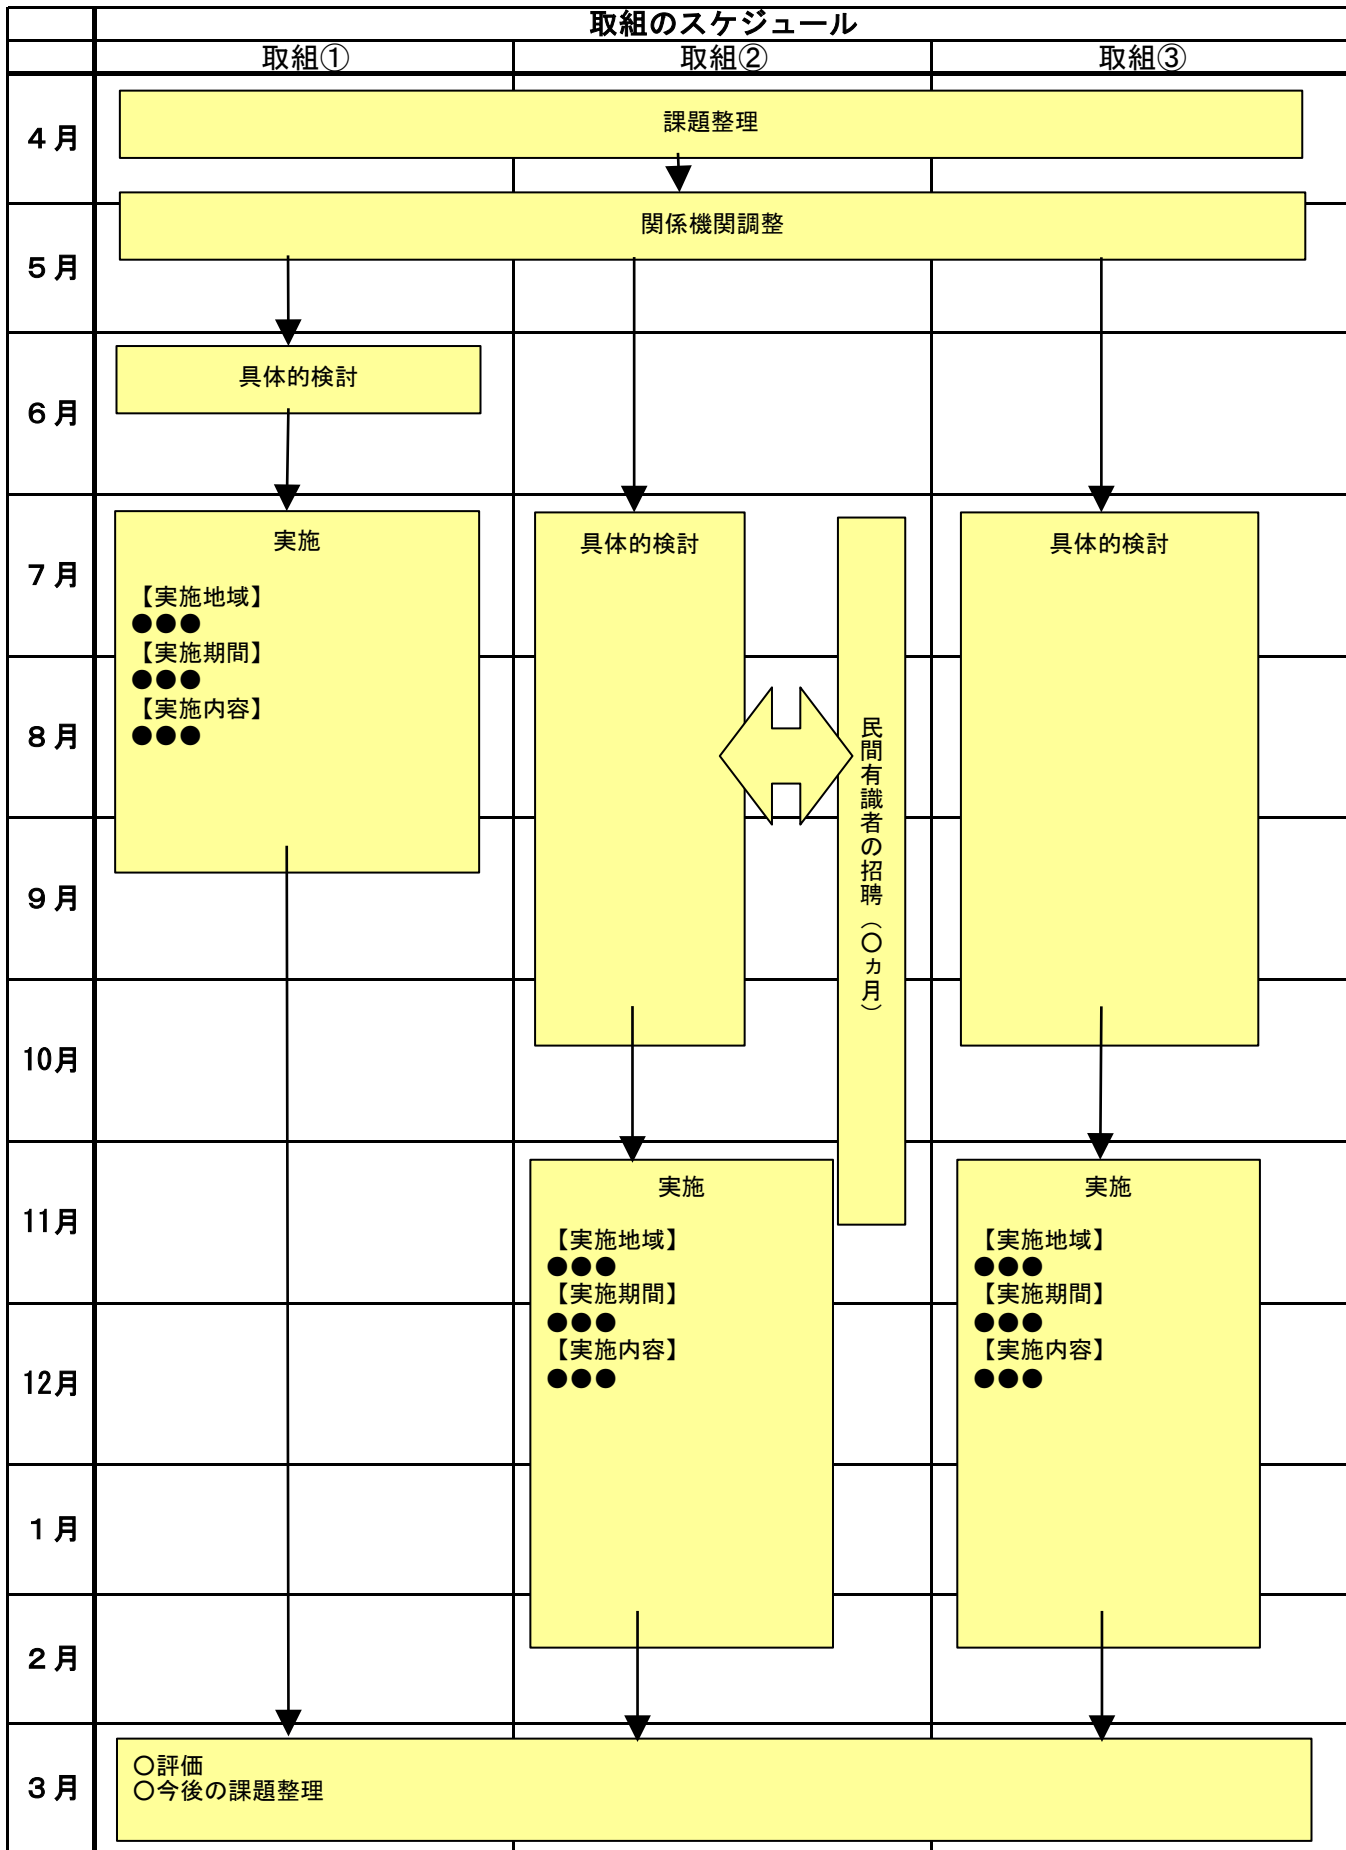 取組のスケジュール
取組①
取組②
取組③
4月
課題整理
関係機関調整
5月
具体的検討
6月
実施
【実施地域】
●●●
【実施期間】
●●●
【実施内容】
●●●
具体的検討
民間有識者の招聘（〇ヵ月）
具体的検討
7月
8月
9月
10月
実施
【実施地域】
●●●
【実施期間】
●●●
【実施内容】
●●●
実施
【実施地域】
●●●
【実施期間】
●●●
【実施内容】
●●●
11月
12月
1月
2月
3月
〇評価
〇今後の課題整理